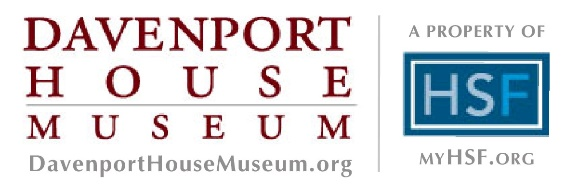 DAVENPORT
HOUSE
MUSEUM
DavenportHouseMuseum.org
A PROPERTY OF
HSF
MYHSF.ORG